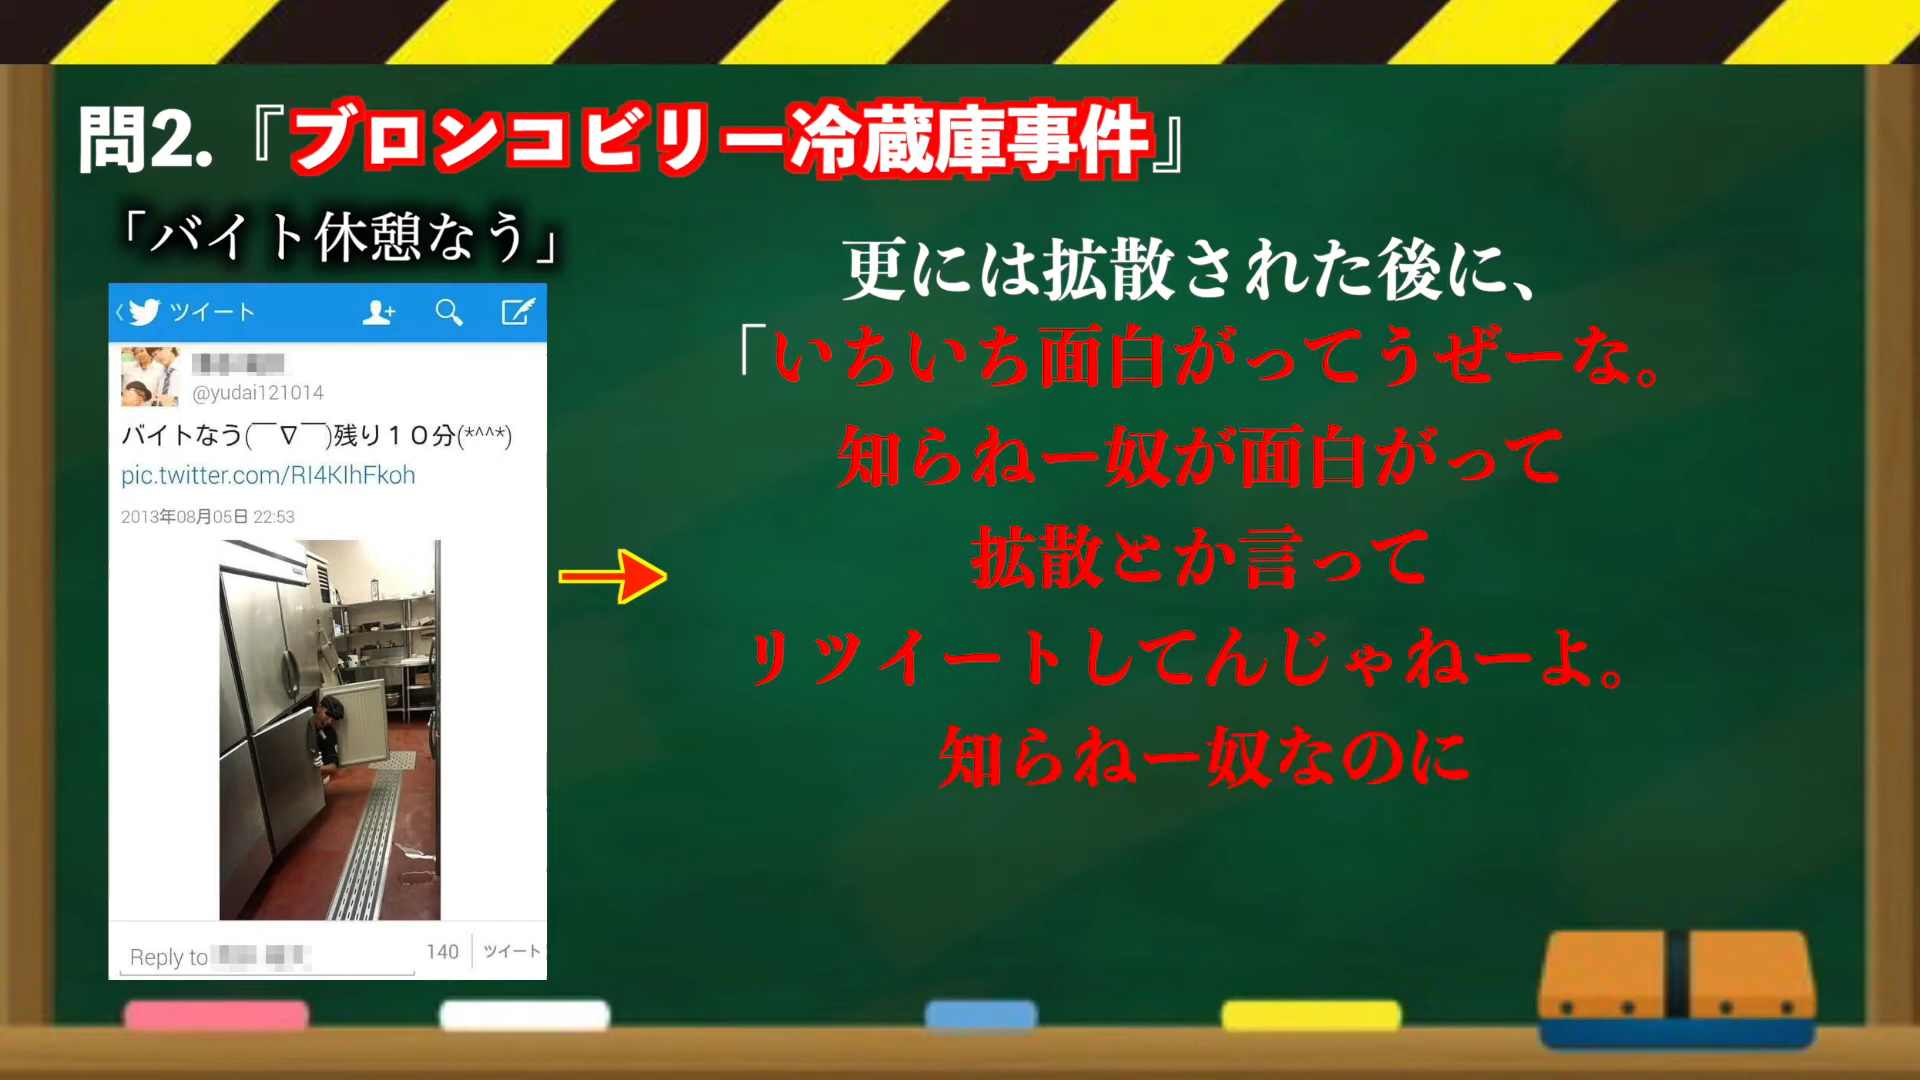 問2.『ブロンコビリー冷蔵庫事件』
「バイト休憩なう」
ツイート
@yudai121014
バイトなう(￣∇￣)残り１０分(*^^*)
pic.twitter.com/RI4KIhFkoh
2013年08月05日 22:53
Reply to
140 ツイート
更には拡散された後に、
「いちいち面白がってうぜーな。
知らねー奴が面白がって
拡散とか言って
リツイートしてんじゃねーよ。
知らねー奴なのに